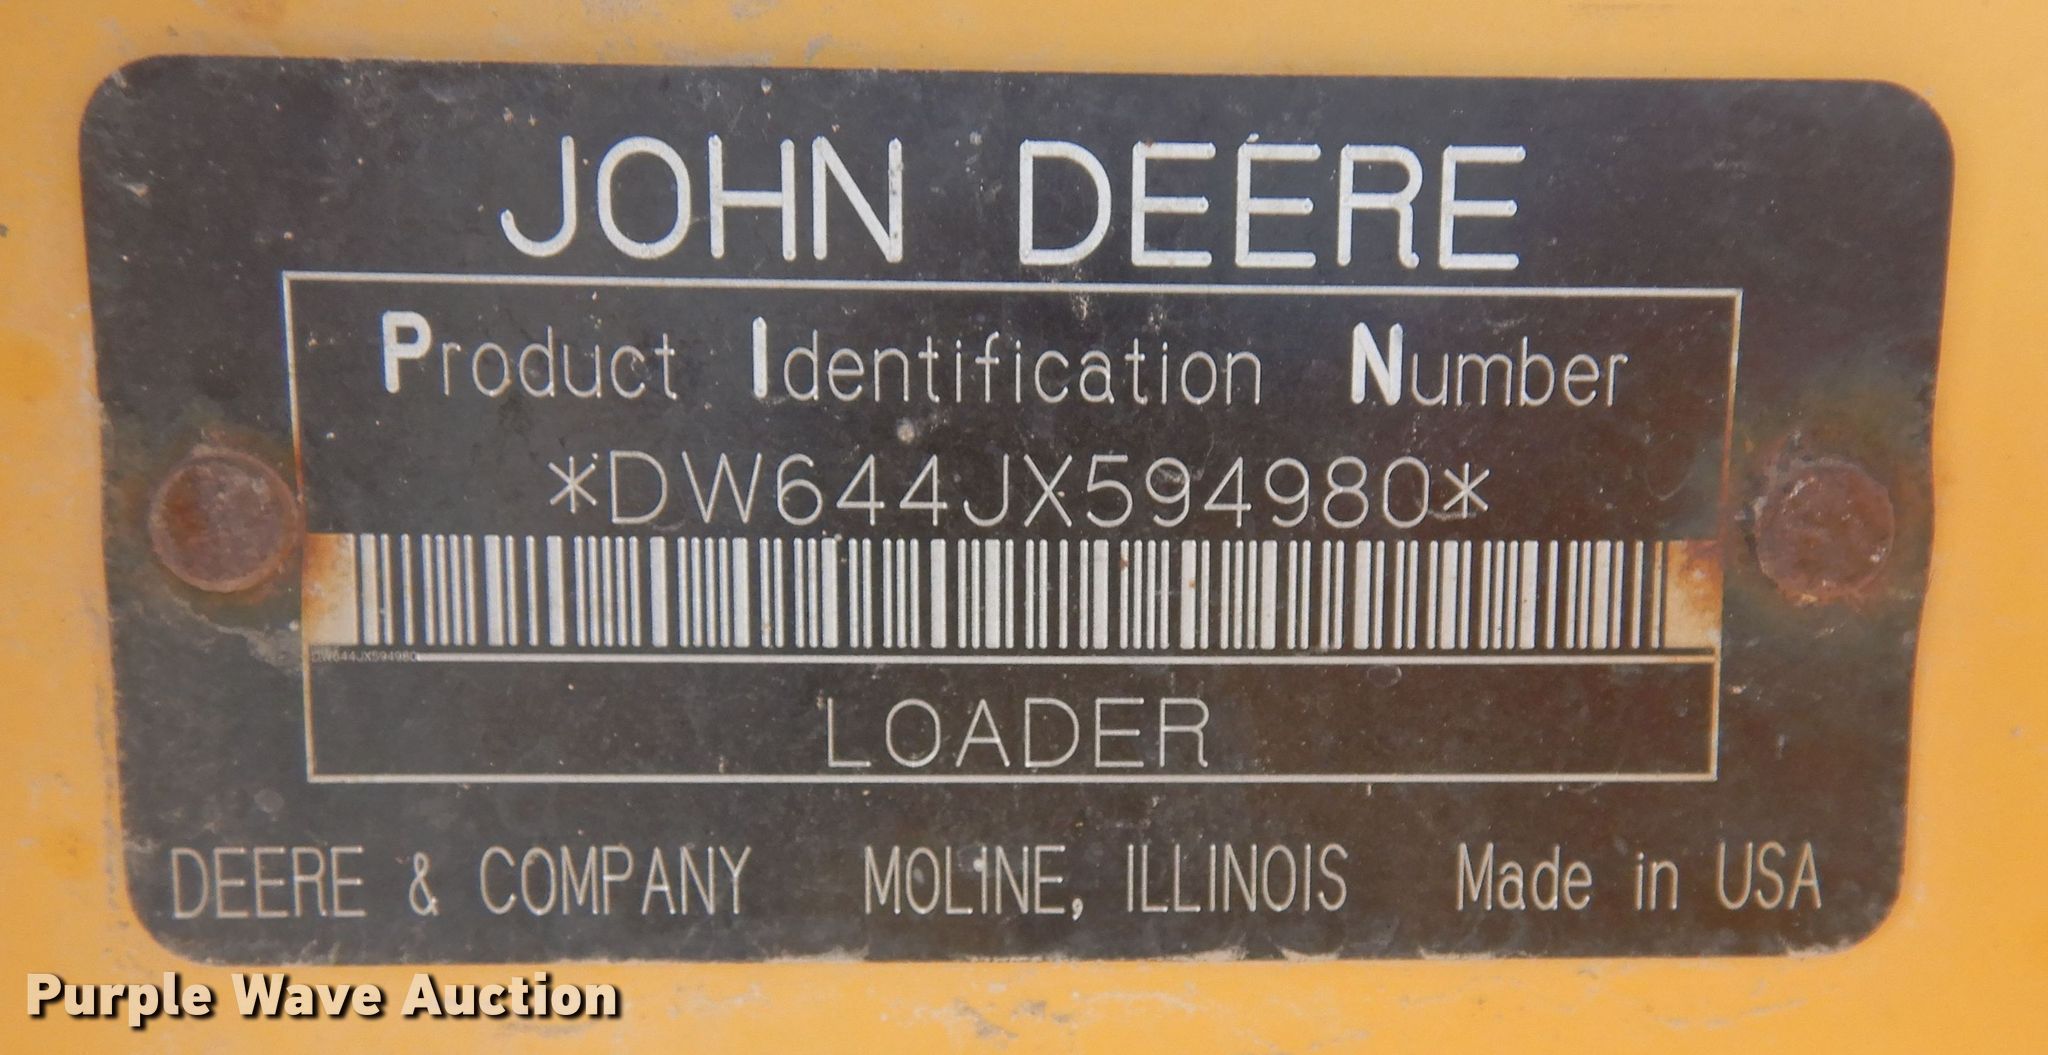 JOHN DEERE
Product Identification Number
*DW644JX594980*
DW644JX594980
LOADER
DEERE & COMPANY MOLINE, ILLINOIS Made in USA
Purple Wave Auction